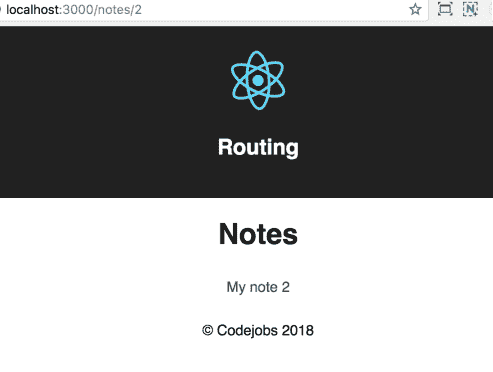 localhost:3000/notes/2
Routing
Notes
My note 2
© Codejobs 2018